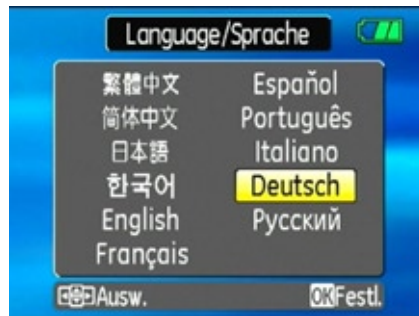 Language/Sprache
繁體中文
简体中文
日本語
한국어
English
Français
Español
Português
Italiano
Deutsch
Русский
Ausw.
OK Festl.